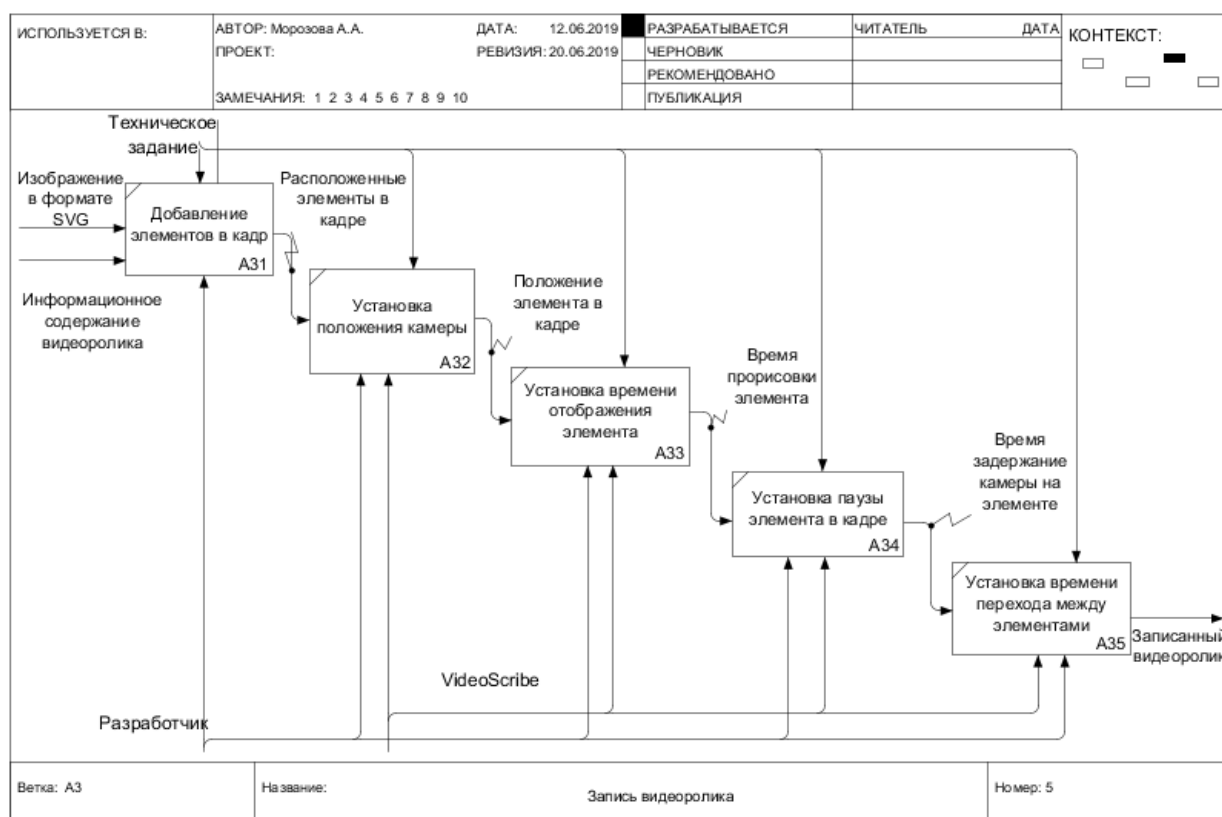 ИСПОЛЬЗУЕТСЯ В:
АВТОР: Морозова А.А.
ДАТА: 12.06.2019
ПРОЕКТ:
РЕВИЗИЯ: 20.06.2019
ЗАМЕЧАНИЯ: 1 2 3 4 5 6 7 8 9 10
РАЗРАБАТЫВАЕТСЯ
ЧЕРНОВИК
РЕКОМЕНДОВАНО
ПУБЛИКАЦИЯ
ЧИТАТЕЛЬ
ДАТА
КОНТЕКСТ:
Техническое
задание
Изображение
в формате
SVG
Информационное
содержание
видеоролика
Добавление
элементов в кадр
A31
Расположенные
элементы в
кадре
Установка
положения камеры
A32
Положение
элемента в
кадре
Установка времени
отображения
элемента
A33
Время
прорисовки
элемента
Установка паузы
элемента в кадре
A34
Время
задержание
камеры на
элементе
Установка времени
перехода между
элементами
A35
Записанный
видеоролик
VideoScribe
Разработчик
Ветка: A3
Название:
Запись видеоролика
Номер: 5